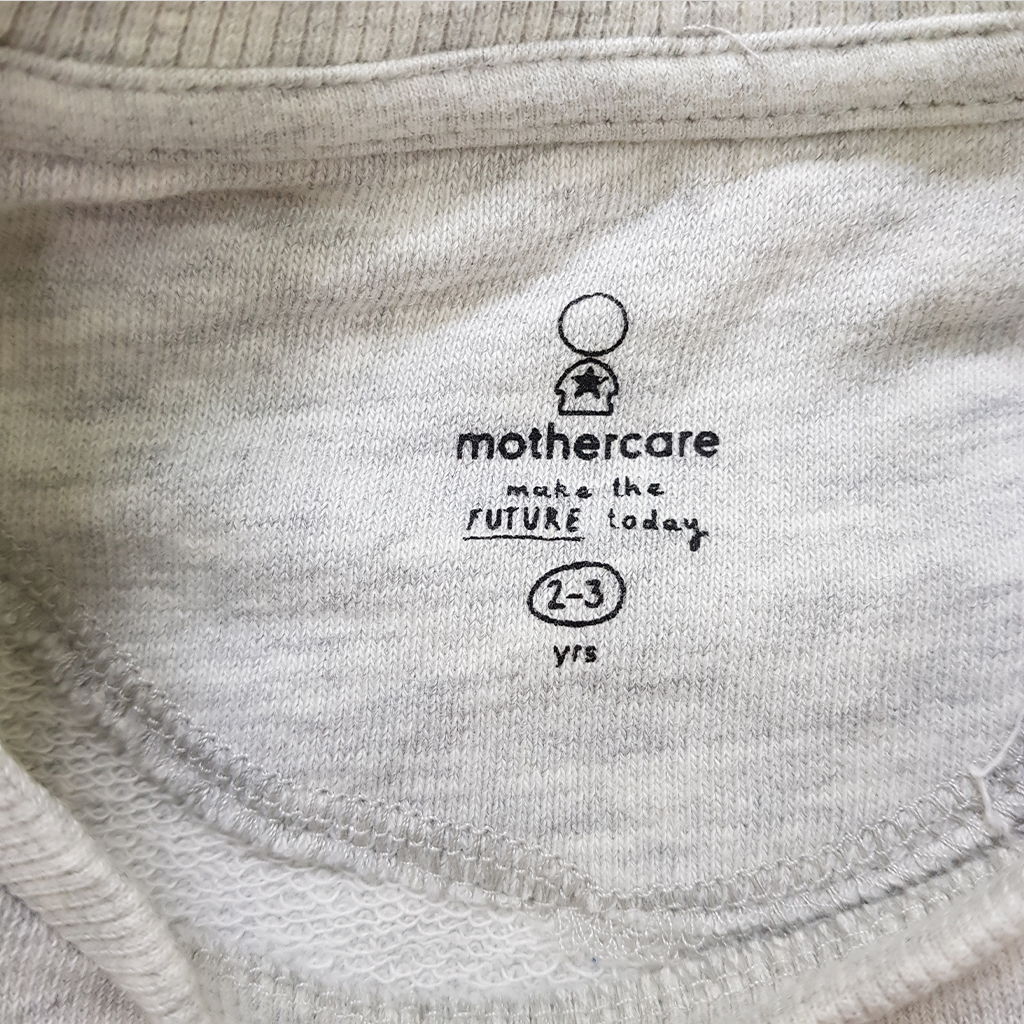 mothercare
make the
FUTURE today
2-3
yrs